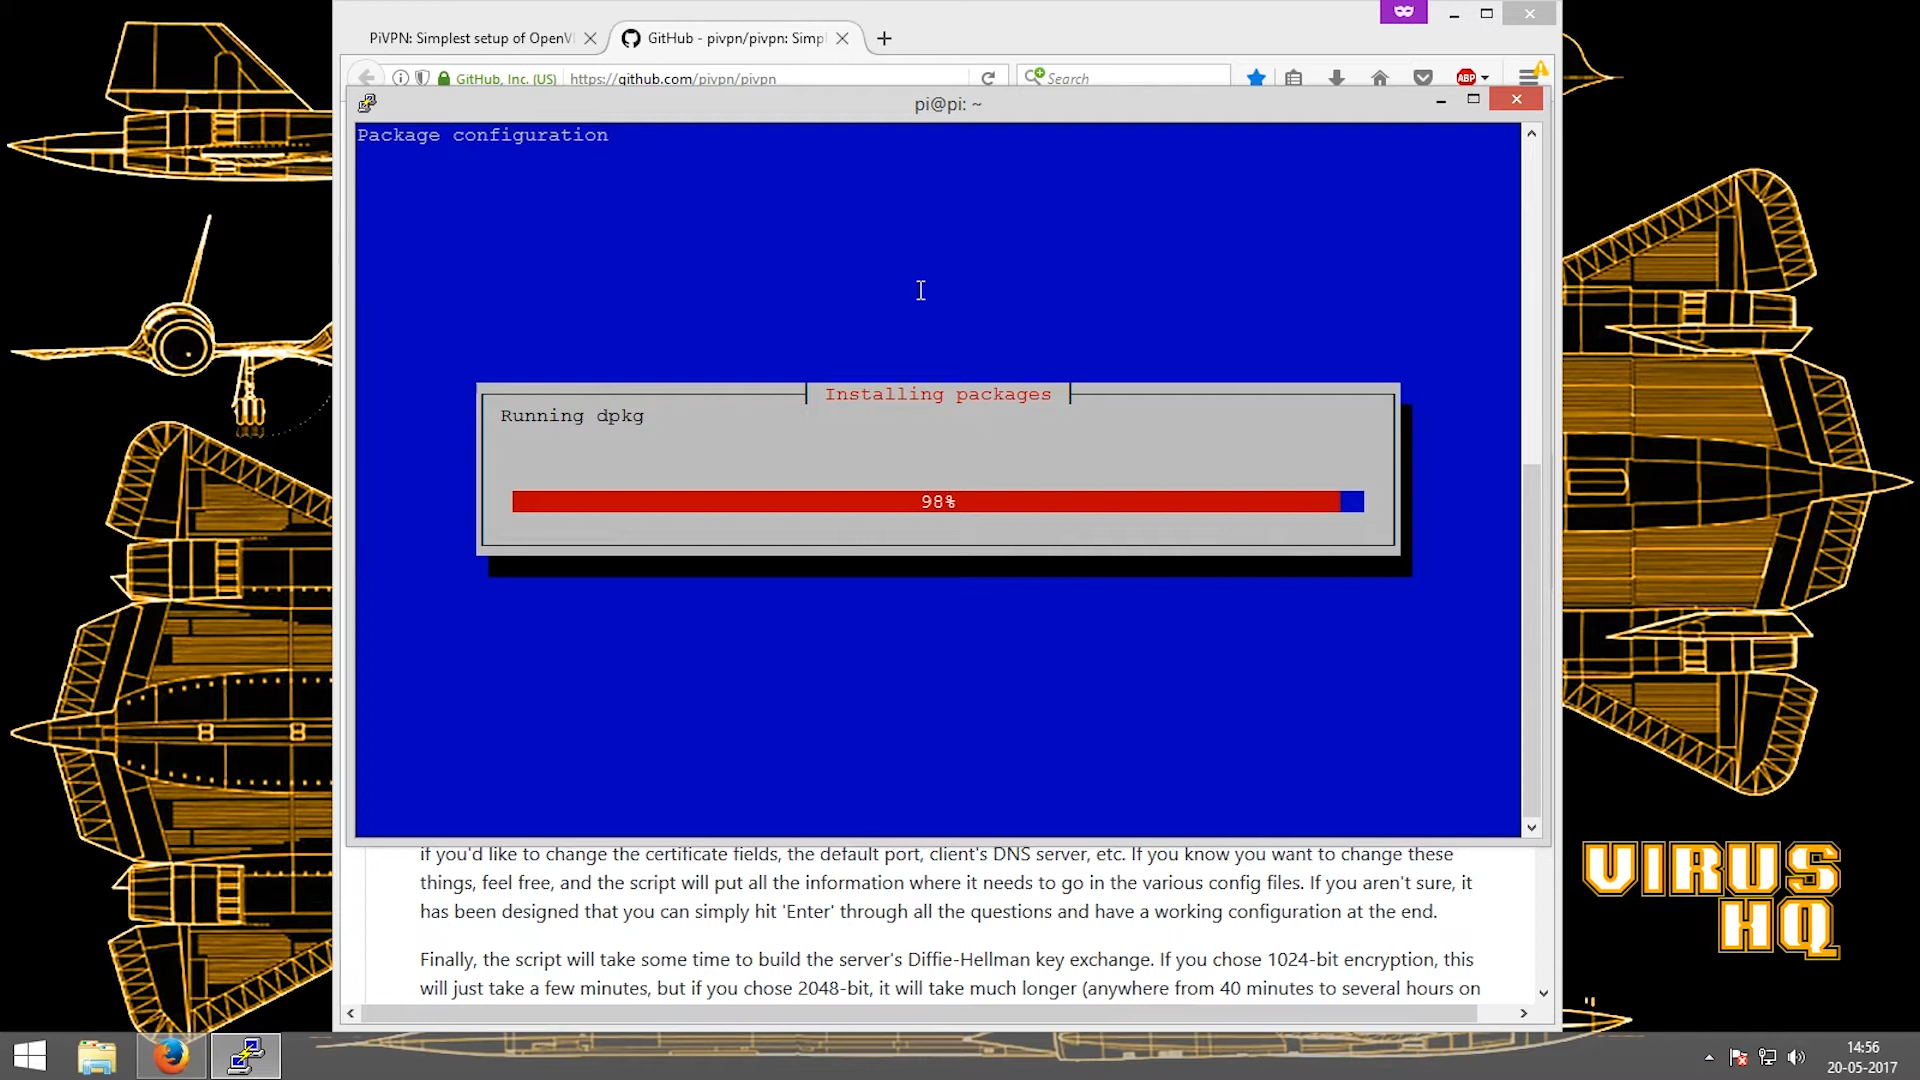 PiVPN: Simplest setup of OpenV
GitHub - pivpn/pivpn: Simpl
GitHub, Inc. (US)
https://github.com/pivpn/pivpn
Search
ABP
pi@pi: ~
Package configuration
Installing packages
Running dpkg
98%
if you'd like to change the certificate fields, the default port, client's DNS server, etc. If you know you want to change these
things, feel free, and the script will put all the information where it needs to go in the various config files. If you aren't sure, it
has been designed that you can simply hit 'Enter' through all the questions and have a working configuration at the end.
Finally, the script will take some time to build the server's Diffie-Hellman key exchange. If you chose 1024-bit encryption, this
will just take a few minutes, but if you chose 2048-bit, it will take much longer (anywhere from 40 minutes to several hours on
VIRUS
HQ
14:56
20-05-2017